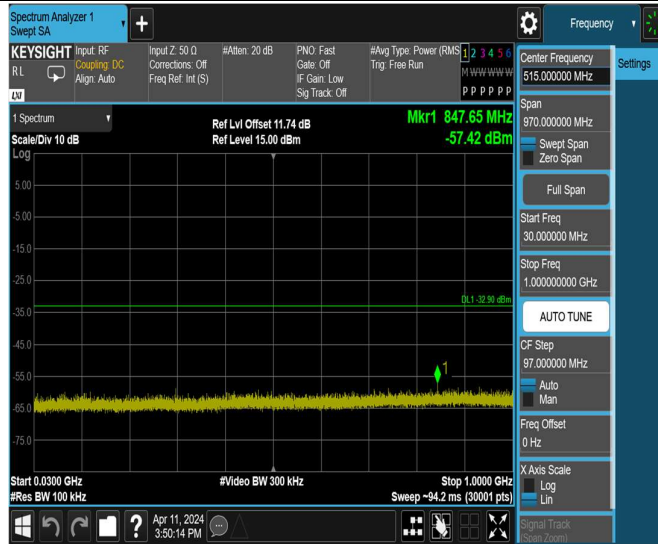 Spectrum Analyzer 1
Swept SA
Frequency
KEYSIGHT
RL
LXI
Input: RF
Coupling: DC
Align: Auto
Input Z: 50 Ω
Corrections: Off
Freq Ref: Int (S)
#Atten: 20 dB
PNO: Fast
Gate: Off
IF Gain: Low
Sig Track: Off
#Avg Type: Power (RMS
Trig: Free Run
1 2 3 4 5 6
M W W W W W
P P P P P P
1 Spectrum
Scale/Div 10 dB
Log
Ref Lvl Offset 11.74 dB
Ref Level 15.00 dBm
Mkr1 847.65 MHz
-57.42 dBm
5.00
-5.00
-15.0
-25.0
-35.0
-45.0
-55.0
-65.0
-75.0
DL1 -32.90 dBm
1
Start 0.0300 GHz
#Res BW 100 kHz
#Video BW 300 kHz
Stop 1.0000 GHz
Sweep ~94.2 ms (30001 pts)
Apr 11, 2024
3:50:14 PM
Center Frequency
515.000000 MHz
Settings
Span
970.000000 MHz
Swept Span
Zero Span
Full Span
Start Freq
30.000000 MHz
Stop Freq
1.000000000 GHz
AUTO TUNE
CF Step
97.000000 MHz
Auto
Man
Freq Offset
0 Hz
X Axis Scale
Log
Lin
Signal Track
(Span Zoom)